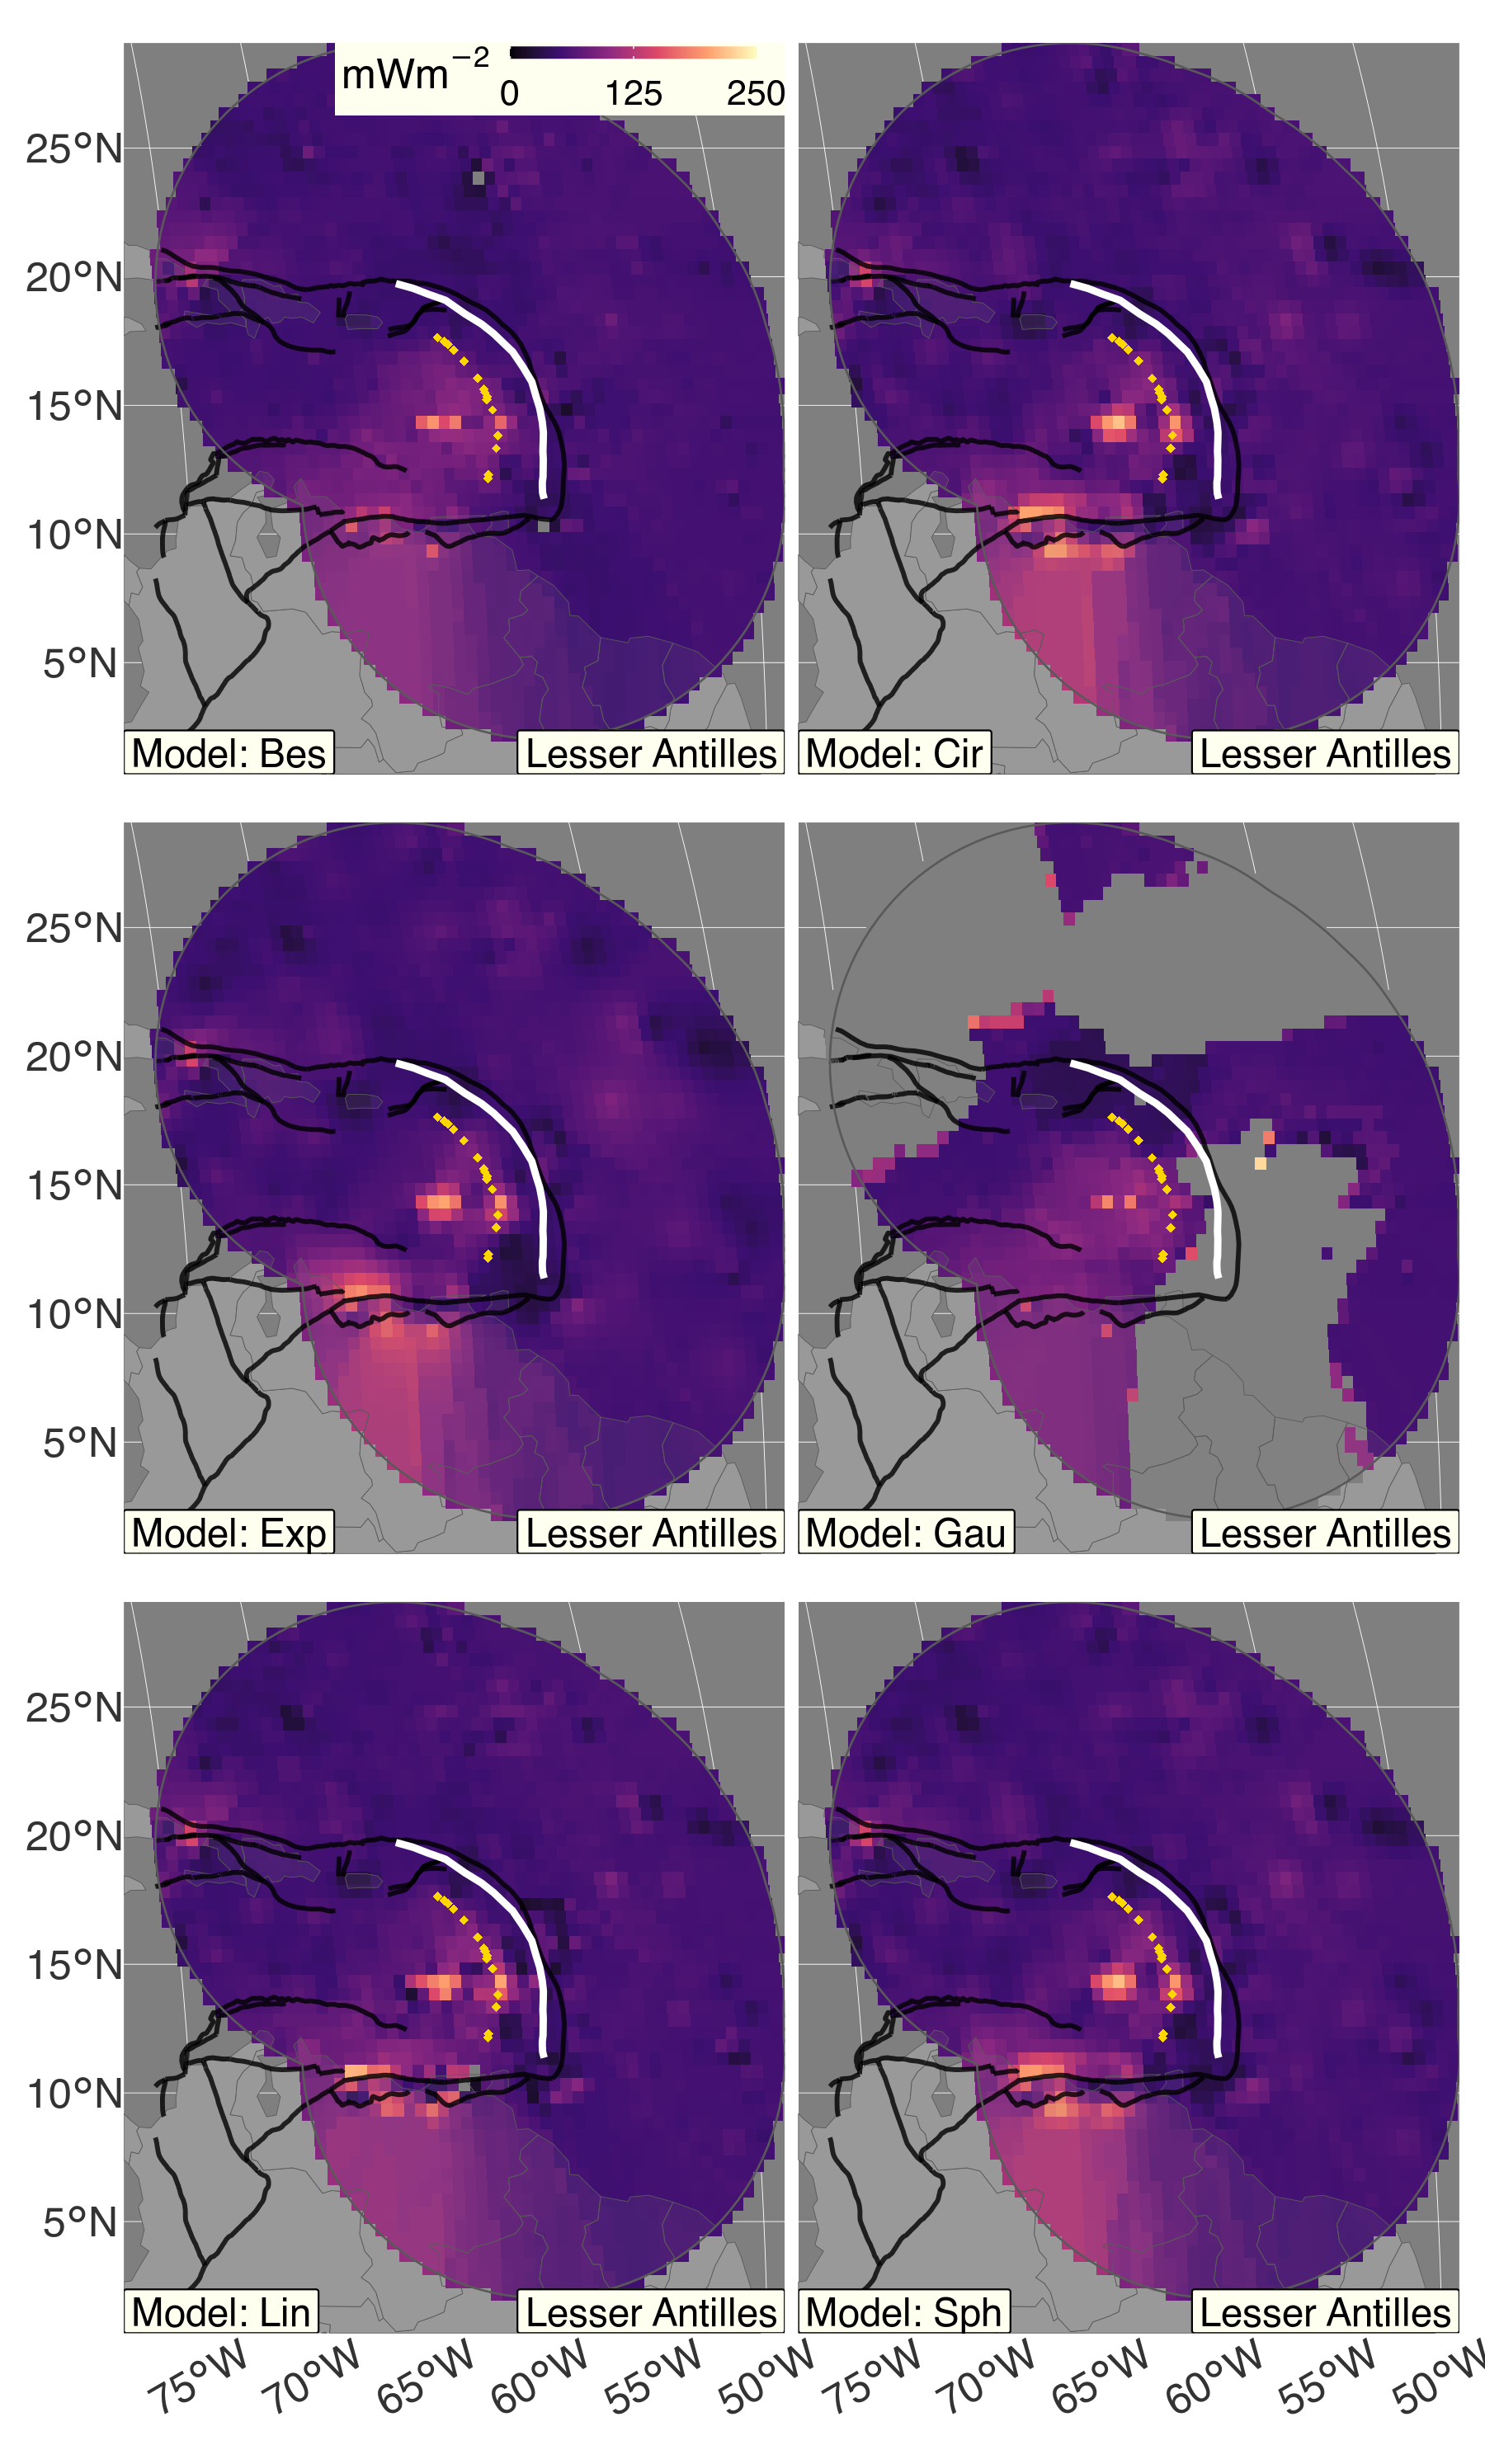 mWm−2
0 125 250
25°N
20°N
15°N
10°N
5°N
Model: Bes Lesser Antilles
Model: Cir Lesser Antilles
25°N
20°N
15°N
10°N
5°N
Model: Exp Lesser Antilles
Model: Gau Lesser Antilles
25°N
20°N
15°N
10°N
5°N
Model: Lin Lesser Antilles
Model: Sph Lesser Antilles
75°W 70°W 65°W 60°W 55°W 50°W
75°W 70°W 65°W 60°W 55°W 50°W